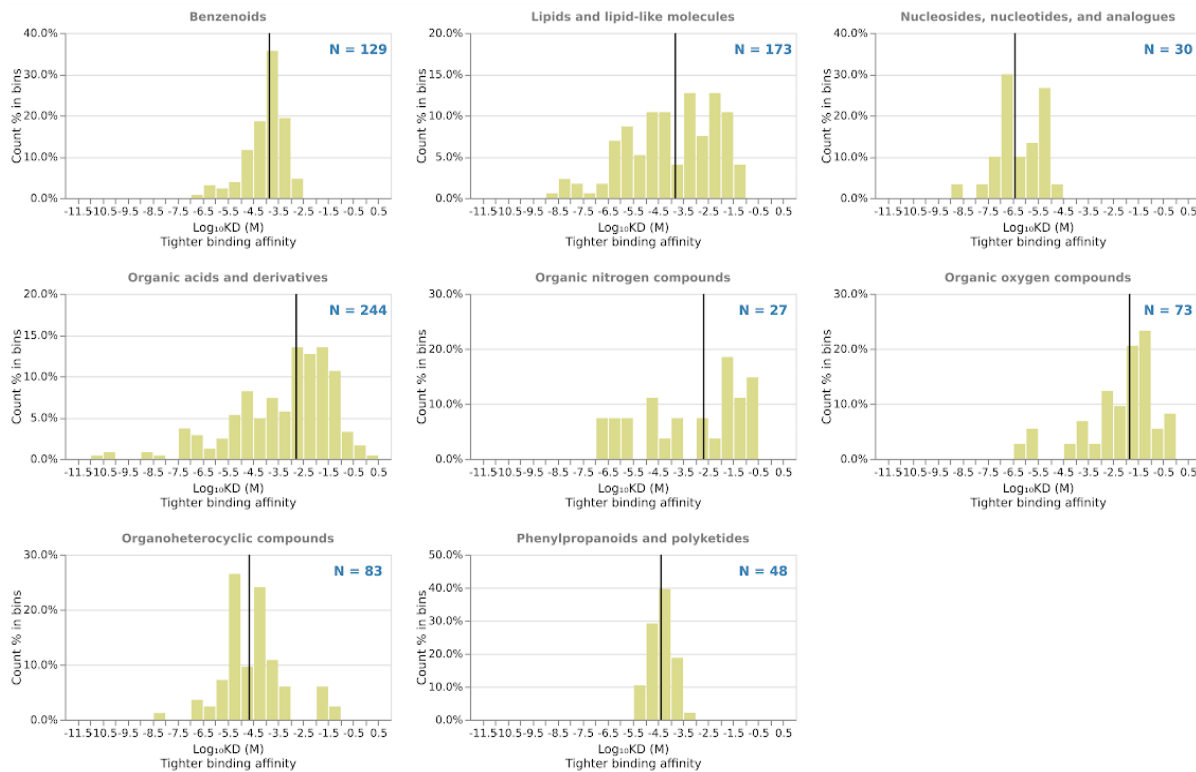 Benzenoids
40.0%
30.0%
20.0%
10.0%
0.0%
Count % in bins
N = 129
-11.5 -10.5 -9.5 -8.5 -7.5 -6.5 -5.5 -4.5 -3.5 -2.5 -1.5 -0.5 0.5
Log₁₀KD (M)
Tighter binding affinity
Lipids and lipid-like molecules
20.0%
15.0%
10.0%
5.0%
0.0%
Count % in bins
N = 173
-11.5 -10.5 -9.5 -8.5 -7.5 -6.5 -5.5 -4.5 -3.5 -2.5 -1.5 -0.5 0.5
Log₁₀KD (M)
Tighter binding affinity
Nucleosides, nucleotides, and analogues
40.0%
30.0%
20.0%
10.0%
0.0%
Count % in bins
N = 30
-11.5 -10.5 -9.5 -8.5 -7.5 -6.5 -5.5 -4.5 -3.5 -2.5 -1.5 -0.5 0.5
Log₁₀KD (M)
Tighter binding affinity
Organic acids and derivatives
20.0%
15.0%
10.0%
5.0%
0.0%
Count % in bins
N = 244
-11.5 -10.5 -9.5 -8.5 -7.5 -6.5 -5.5 -4.5 -3.5 -2.5 -1.5 -0.5 0.5
Log₁₀KD (M)
Tighter binding affinity
Organic nitrogen compounds
30.0%
20.0%
10.0%
0.0%
Count % in bins
N = 27
-11.5 -10.5 -9.5 -8.5 -7.5 -6.5 -5.5 -4.5 -3.5 -2.5 -1.5 -0.5 0.5
Log₁₀KD (M)
Tighter binding affinity
Organic oxygen compounds
30.0%
20.0%
10.0%
0.0%
Count % in bins
N = 73
-11.5 -10.5 -9.5 -8.5 -7.5 -6.5 -5.5 -4.5 -3.5 -2.5 -1.5 -0.5 0.5
Log₁₀KD (M)
Tighter binding affinity
Organoheterocyclic compounds
30.0%
20.0%
10.0%
0.0%
Count % in bins
N = 83
-11.5 -10.5 -9.5 -8.5 -7.5 -6.5 -5.5 -4.5 -3.5 -2.5 -1.5 -0.5 0.5
Log₁₀KD (M)
Tighter binding affinity
Phenylpropanoids and polyketides
50.0%
40.0%
30.0%
20.0%
10.0%
0.0%
Count % in bins
N = 48
-11.5 -10.5 -9.5 -8.5 -7.5 -6.5 -5.5 -4.5 -3.5 -2.5 -1.5 -0.5 0.5
Log₁₀KD (M)
Tighter binding affinity